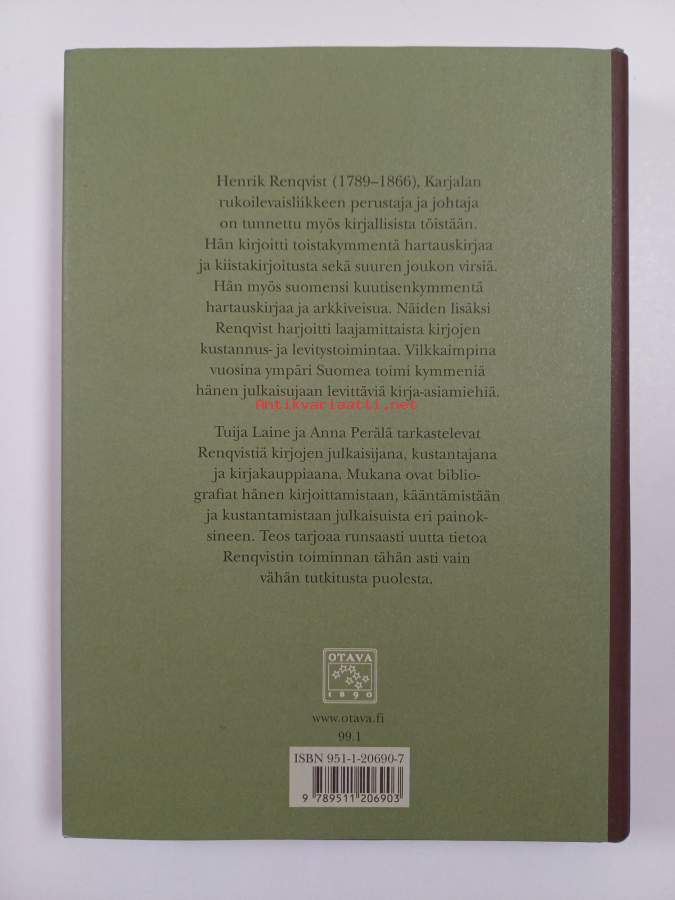 Henrik Renqvist (1789–1866), Karjalan
rukoilevaisliikkeen perustaja ja johtaja
on tunnettu myös kirjallisista töistään.
Hän kirjoitti toistakymmentä hartauskirjaa
ja kiistakirjoitusta sekä suuren joukon virsiä.
Hän myös suomensi kuutisenkymmentä
hartauskirjaa ja arkkiveisua. Näiden lisäksi
Renqvist harjoitti laajamittaista kirjojen
kustannus- ja levitystoimintaa. Vilkkaimpina
vuosina ympäri Suomea toimi kymmeniä
hänen julkaisujaan levittäviä kirja-asiamiehiä.
Antikvariaatti.net
Tuija Laine ja Anna Perälä tarkastelevat
Renqvistiä kirjojen julkaisijana, kustantajana
ja kirjakauppiaana. Mukana ovat biblio-
grafiat hänen kirjoittamistaan, kääntämistään
ja kustantamistaan julkaisuista eri painok-
sineen. Teos tarjoaa runsaasti uutta tietoa
Renqvistin toiminnan tähän asti vain
vähän tutkitusta puolesta.
OTAVA
1890
www.otava.fi
99.1
ISBN 951-1-20690-7
9 789511 206903